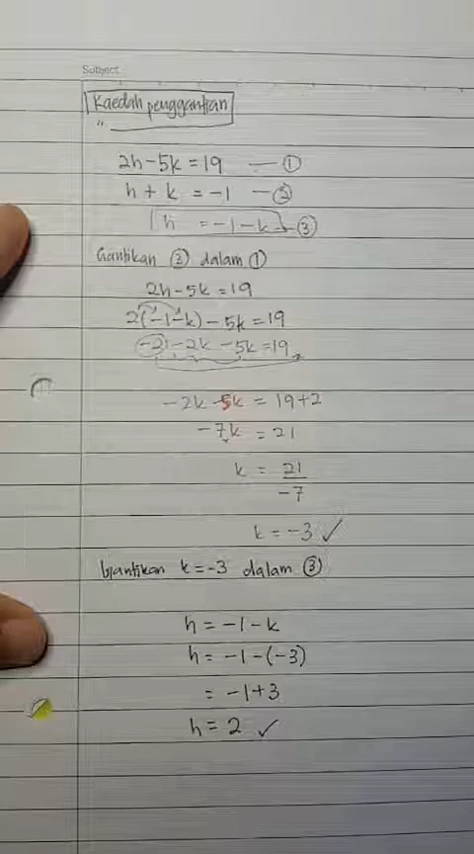 Subject
Kaedah penggantian
2h - 5k = 19 — ①
h + k = -1 — ②
h = -1 - k — ③
Gantikan ③ dalam ①
2h - 5k = 19
2(-1-k) - 5k = 19
-2 - 2k - 5k = 19
-2k - 5k = 19+2
-7k = 21
k = 21
-7
k = -3 ✓
Gantikan k = -3 dalam ③
h = -1 - k
h = -1 - (-3)
= -1 + 3
h = 2 ✓